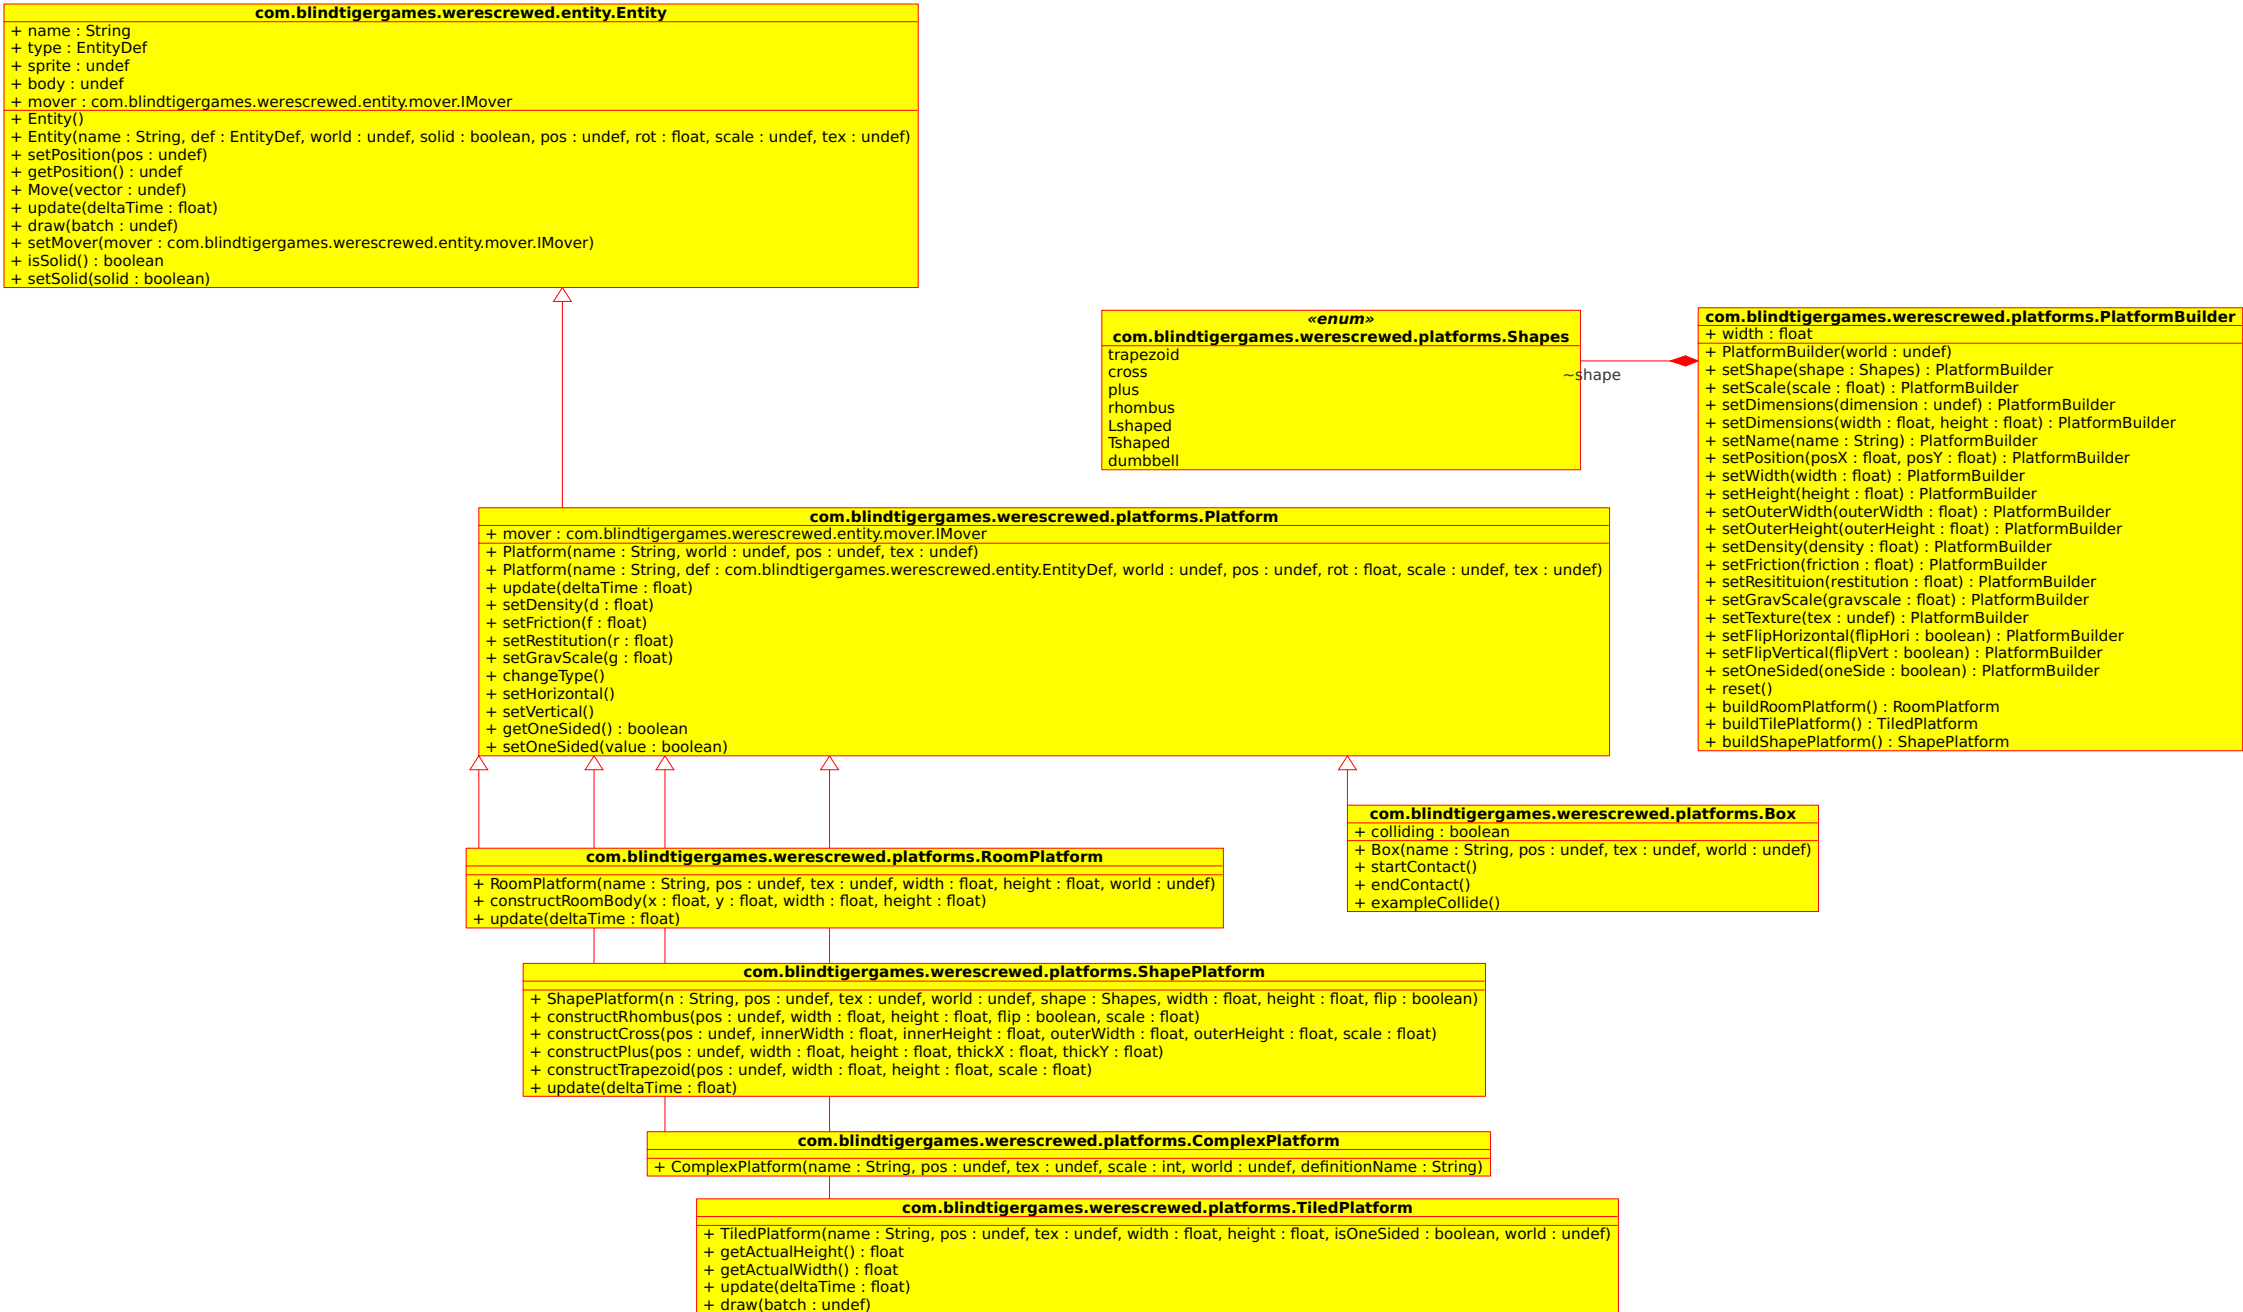 com.blindtigergames.werescrewed.entity.Entity
+ name : String
+ type : EntityDef
+ sprite : undef
+ body : undef
+ mover : com.blindtigergames.werescrewed.entity.mover.IMover
+ Entity()
+ Entity(name : String, def : EntityDef, world : undef, solid : boolean, pos : undef, rot : float, scale : undef, tex : undef)
+ setPosition(pos : undef)
+ getPosition() : undef
+ Move(vector : undef)
+ update(deltaTime : float)
+ draw(batch : undef)
+ setMover(mover : com.blindtigergames.werescrewed.entity.mover.IMover)
+ isSolid() : boolean
+ setSolid(solid : boolean)
«enum»
com.blindtigergames.werescrewed.platforms.Shapes
trapezoid
cross
plus
rhombus
Lshaped
Tshaped
dumbbell
~shape
com.blindtigergames.werescrewed.platforms.PlatformBuilder
+ width : float
+ PlatformBuilder(world : undef)
+ setShape(shape : Shapes) : PlatformBuilder
+ setScale(scale : float) : PlatformBuilder
+ setDimensions(dimension : undef) : PlatformBuilder
+ setDimensions(width : float, height : float) : PlatformBuilder
+ setName(name : String) : PlatformBuilder
+ setPosition(posX : float, posY : float) : PlatformBuilder
+ setWidth(width : float) : PlatformBuilder
+ setHeight(height : float) : PlatformBuilder
+ setOuterWidth(outerWidth : float) : PlatformBuilder
+ setOuterHeight(outerHeight : float) : PlatformBuilder
+ setDensity(density : float) : PlatformBuilder
+ setFriction(friction : float) : PlatformBuilder
+ setResitituion(restitution : float) : PlatformBuilder
+ setGravScale(gravscale : float) : PlatformBuilder
+ setTexture(tex : undef) : PlatformBuilder
+ setFlipHorizontal(flipHori : boolean) : PlatformBuilder
+ setFlipVertical(flipVert : boolean) : PlatformBuilder
+ setOneSided(oneSide : boolean) : PlatformBuilder
+ reset()
+ buildRoomPlatform() : RoomPlatform
+ buildTilePlatform() : TiledPlatform
+ buildShapePlatform() : ShapePlatform
com.blindtigergames.werescrewed.platforms.Platform
+ mover : com.blindtigergames.werescrewed.entity.mover.IMover
+ Platform(name : String, world : undef, pos : undef, tex : undef)
+ Platform(name : String, def : com.blindtigergames.werescrewed.entity.EntityDef, world : undef, pos : undef, rot : float, scale : undef, tex : undef)
+ update(deltaTime : float)
+ setDensity(d : float)
+ setFriction(f : float)
+ setRestitution(r : float)
+ setGravScale(g : float)
+ changeType()
+ setHorizontal()
+ setVertical()
+ getOneSided() : boolean
+ setOneSided(value : boolean)
com.blindtigergames.werescrewed.platforms.Box
+ colliding : boolean
+ Box(name : String, pos : undef, tex : undef, world : undef)
+ startContact()
+ endContact()
+ exampleCollide()
com.blindtigergames.werescrewed.platforms.RoomPlatform
+ RoomPlatform(name : String, pos : undef, tex : undef, width : float, height : float, world : undef)
+ constructRoomBody(x : float, y : float, width : float, height : float)
+ update(deltaTime : float)
com.blindtigergames.werescrewed.platforms.ShapePlatform
+ ShapePlatform(n : String, pos : undef, tex : undef, world : undef, shape : Shapes, width : float, height : float, flip : boolean)
+ constructRhombus(pos : undef, width : float, height : float, flip : boolean, scale : float)
+ constructCross(pos : undef, innerWidth : float, innerHeight : float, outerWidth : float, outerHeight : float, scale : float)
+ constructPlus(pos : undef, width : float, height : float, thickX : float, thickY : float)
+ constructTrapezoid(pos : undef, width : float, height : float, scale : float)
+ update(deltaTime : float)
com.blindtigergames.werescrewed.platforms.ComplexPlatform
+ ComplexPlatform(name : String, pos : undef, tex : undef, scale : int, world : undef, definitionName : String)
com.blindtigergames.werescrewed.platforms.TiledPlatform
+ TiledPlatform(name : String, pos : undef, tex : undef, width : float, height : float, isOneSided : boolean, world : undef)
+ getActualHeight() : float
+ getActualWidth() : float
+ update(deltaTime : float)
+ draw(batch : undef)